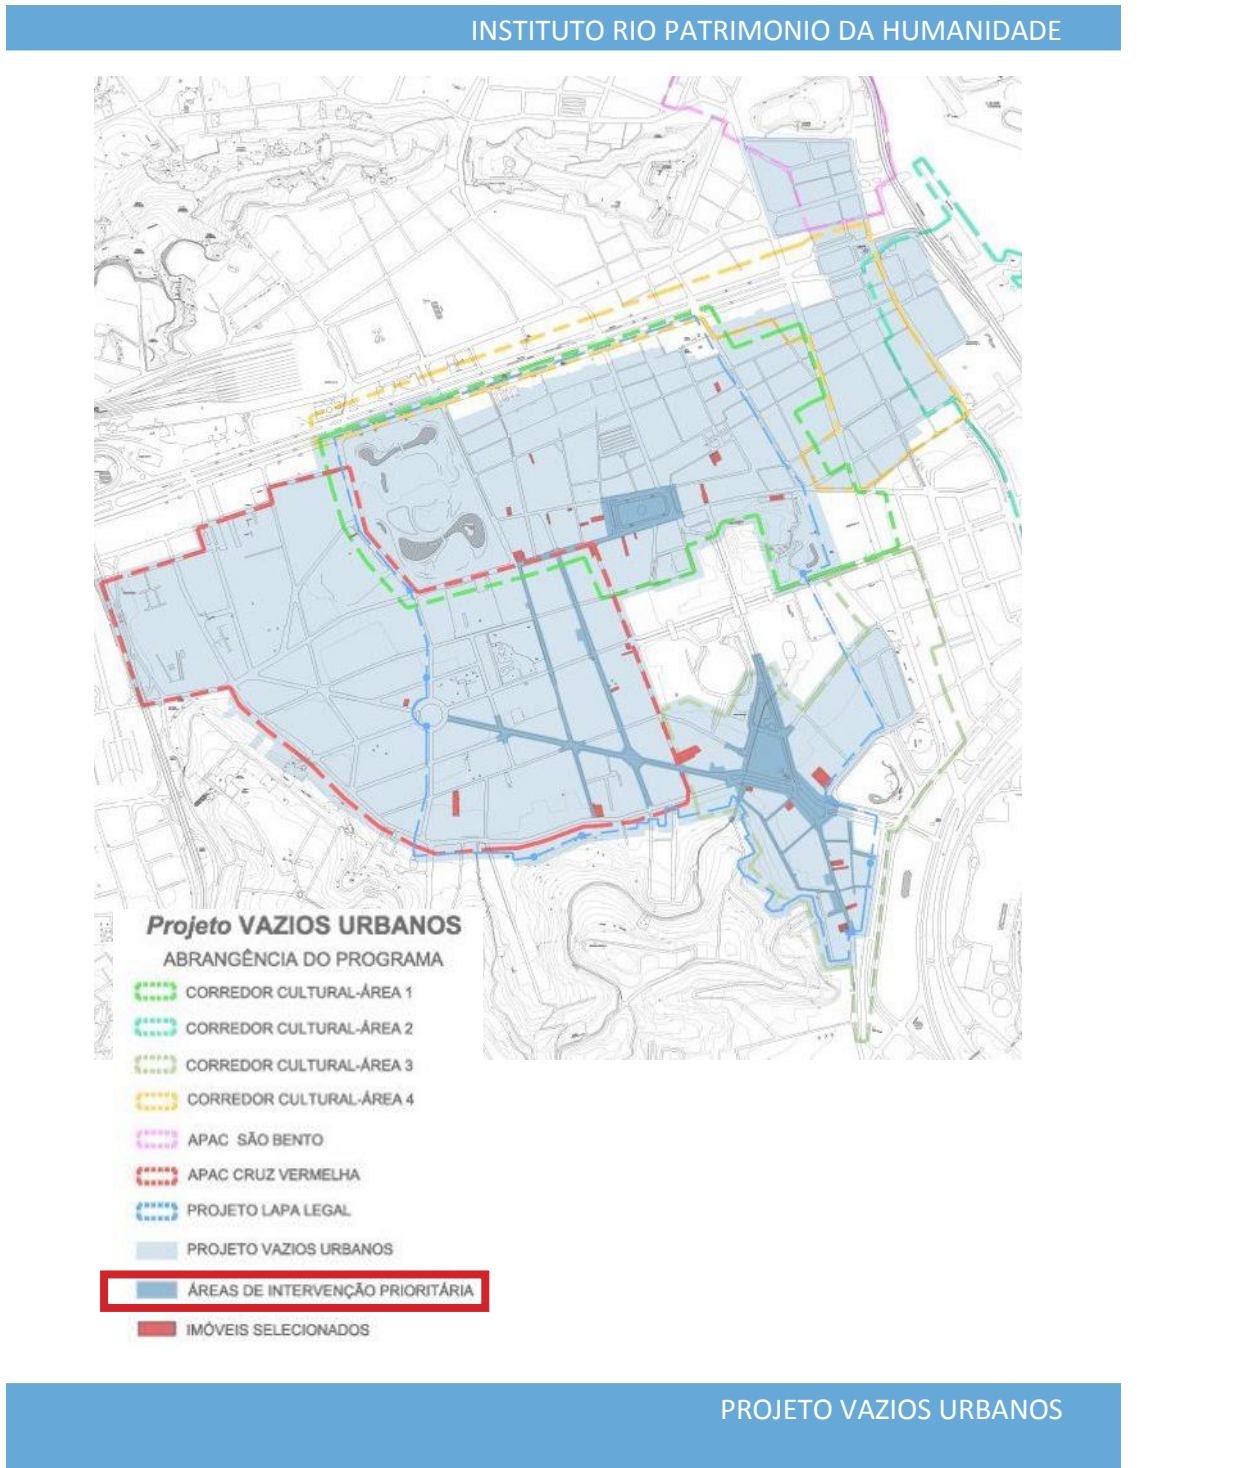 INSTITUTO RIO PATRIMONIO DA HUMANIDADE
Projeto VAZIOS URBANOS
ABRANGÊNCIA DO PROGRAMA
CORREDOR CULTURAL-ÁREA 1
CORREDOR CULTURAL-ÁREA 2
CORREDOR CULTURAL-ÁREA 3
CORREDOR CULTURAL-ÁREA 4
APAC SÃO BENTO
APAC CRUZ VERMELHA
PROJETO LAPA LEGAL
PROJETO VAZIOS URBANOS
ÁREAS DE INTERVENÇÃO PRIORITÁRIA
IMÓVEIS SELECIONADOS
PROJETO VAZIOS URBANOS